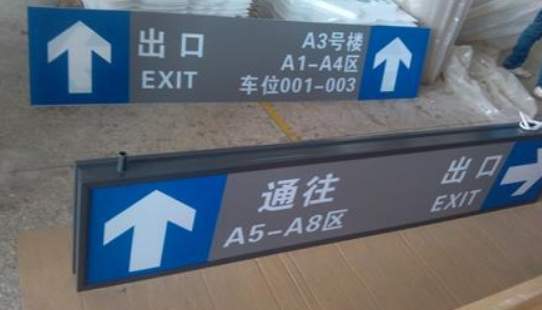 出口
EXIT
A3号楼
A1-A4区
车位001-003
通往
A5-A8区
出口
EXIT